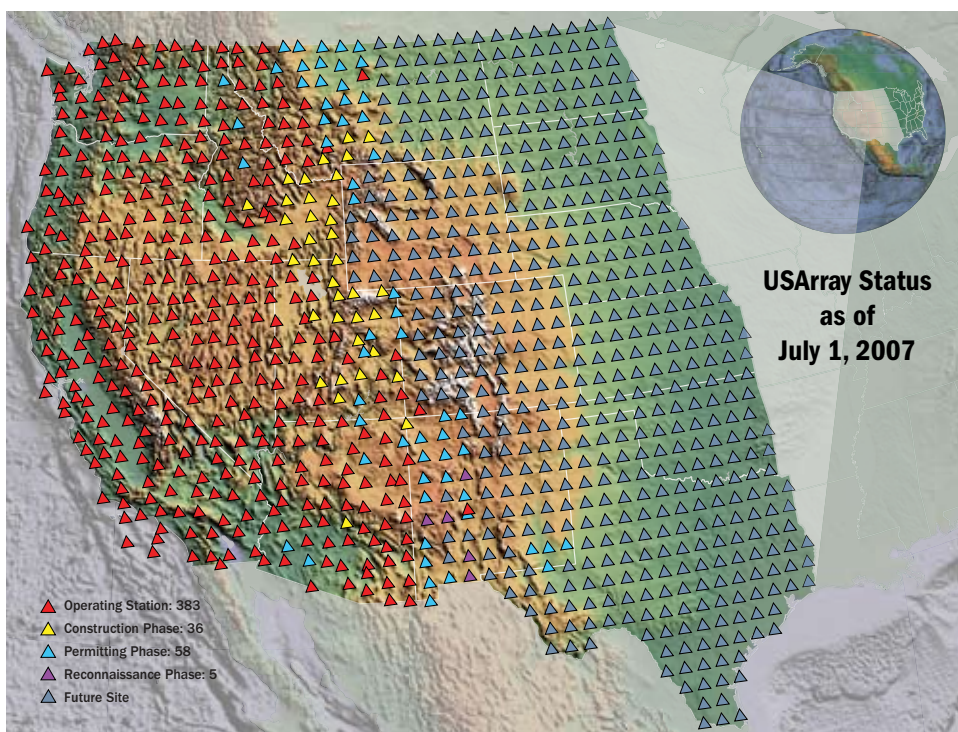 USArray Status
as of
July 1, 2007
Operating Station: 383
Construction Phase: 36
Permitting Phase: 58
Reconnaissance Phase: 5
Future Site